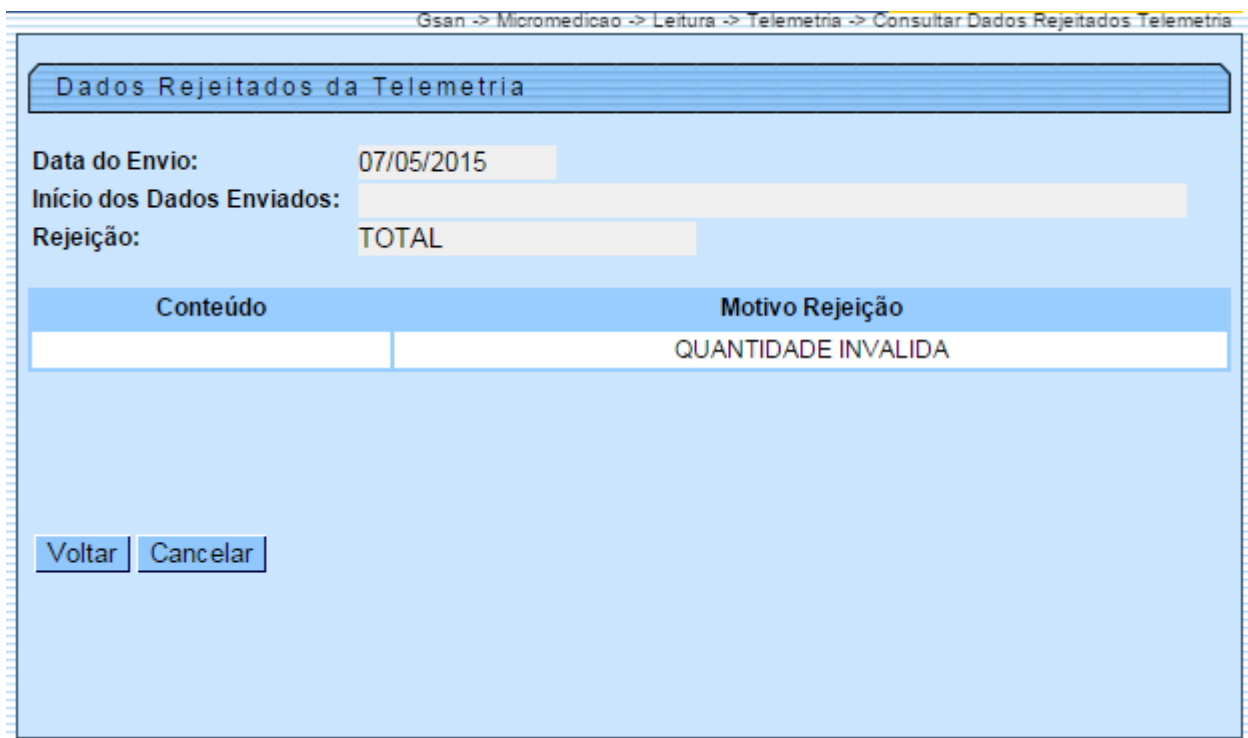 Gsan -> Micromedicao -> Leitura -> Telemetria -> Consultar Dados Rejeitados Telemetria
Dados Rejeitados da Telemetria
Data do Envio: 07/05/2015
Início dos Dados Enviados:
Rejeição: TOTAL
Conteúdo Motivo Rejeição
QUANTIDADE INVALIDA
Voltar Cancelar